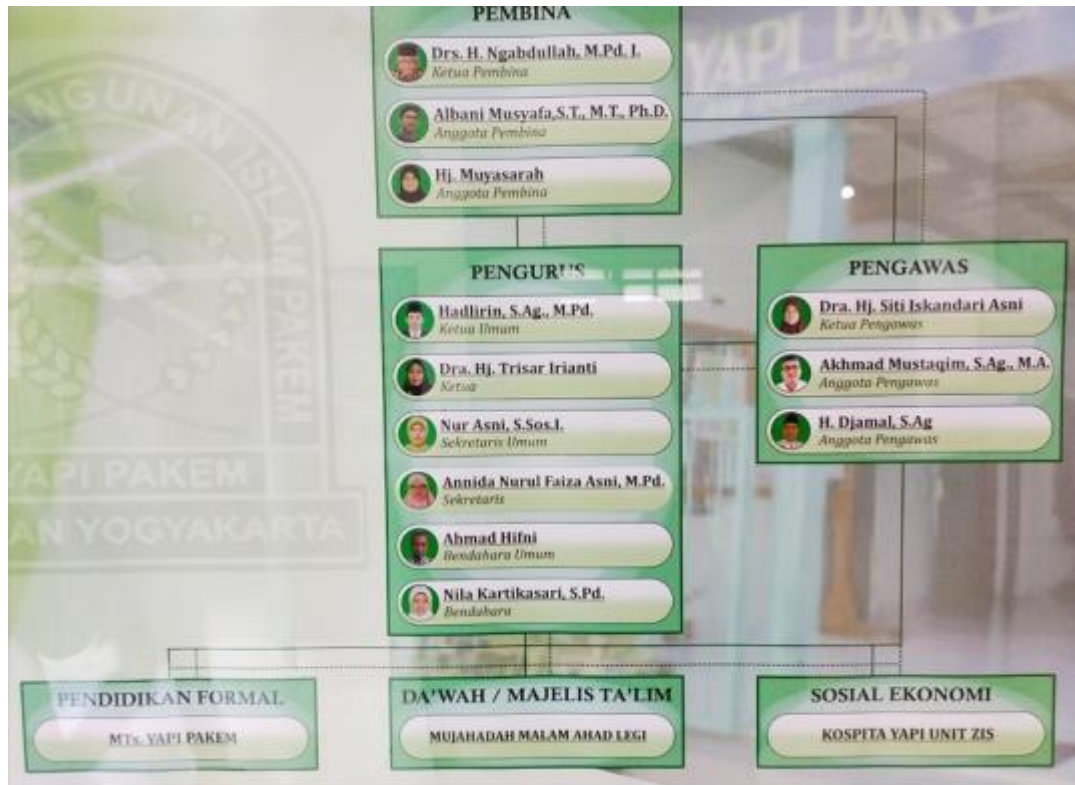 PEMBINA
Drs. H. Ngabdullah, M.Pd. I.
Ketua Pembina
Albani Musyafa,S.T., M.T., Ph.D.
Anggota Pembina
Hj. Muyasarah
Anggota Pembina
YAPI PAKEM
PENGURUS
Hadlirin, S.Ag., M.Pd.
Ketua Umum
Dra. Hj. Trisar Irianti
Ketua
Nur Asni, S.Sos.I.
Sekretaris Umum
Annida Nurul Faiza Asni, M.Pd.
Sekretaris
Ahmad Hifni
Bendahara Umum
Nila Kartikasari, S.Pd.
Bendahara
PENGAWAS
Dra. Hj. Siti Iskandari Asni
Ketua Pengawas
Akhmad Mustaqim, S.Ag., M.A.
Anggota Pengawas
H. Djamal, S.Ag
Anggota Pengawas
NGUNAN ISLAM PAKEM
YAPI PAKEM
AN YOGYAKARTA
PENDIDIKAN FORMAL
MTs. YAPI PAKEM
DA'WAH / MAJELIS TA'LIM
MUJAHADAH MALAM AHAD LEGI
SOSIAL EKONOMI
KOSPITA YAPI UNIT ZIS